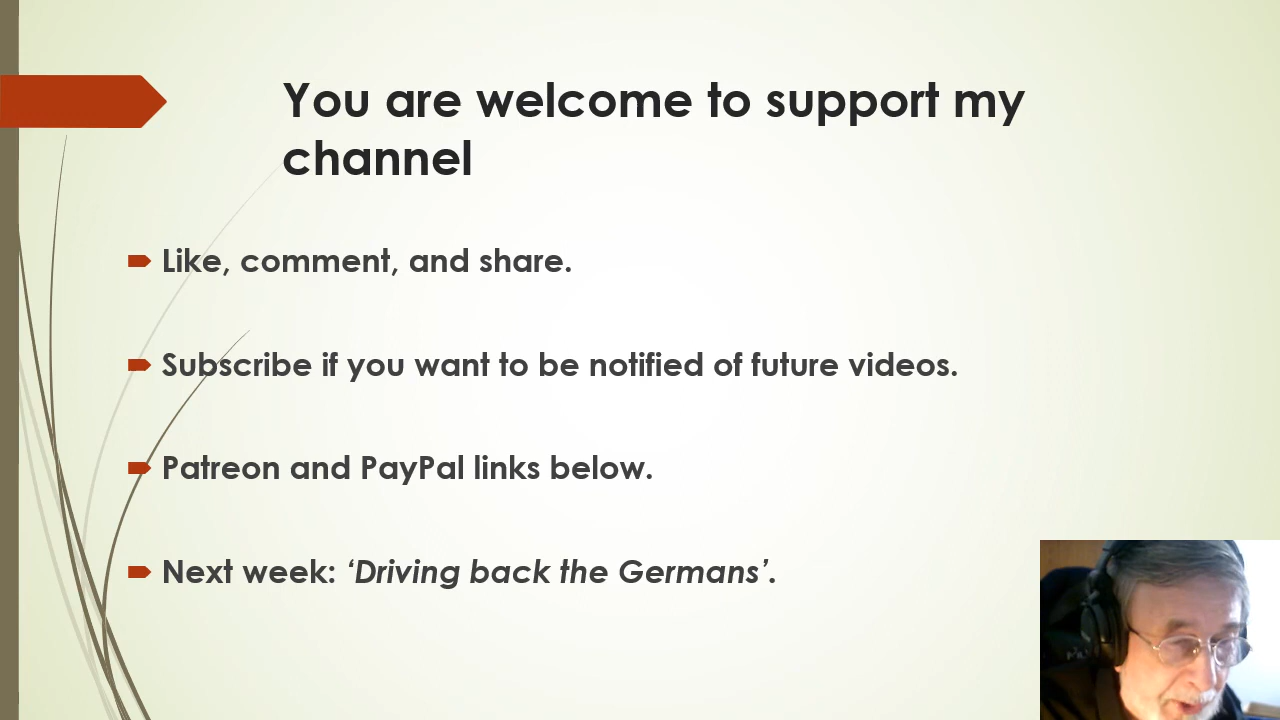 You are welcome to support my
channel
Like, comment, and share.
Subscribe if you want to be notified of future videos.
Patreon and PayPal links below.
Next week: ‘Driving back the Germans’.